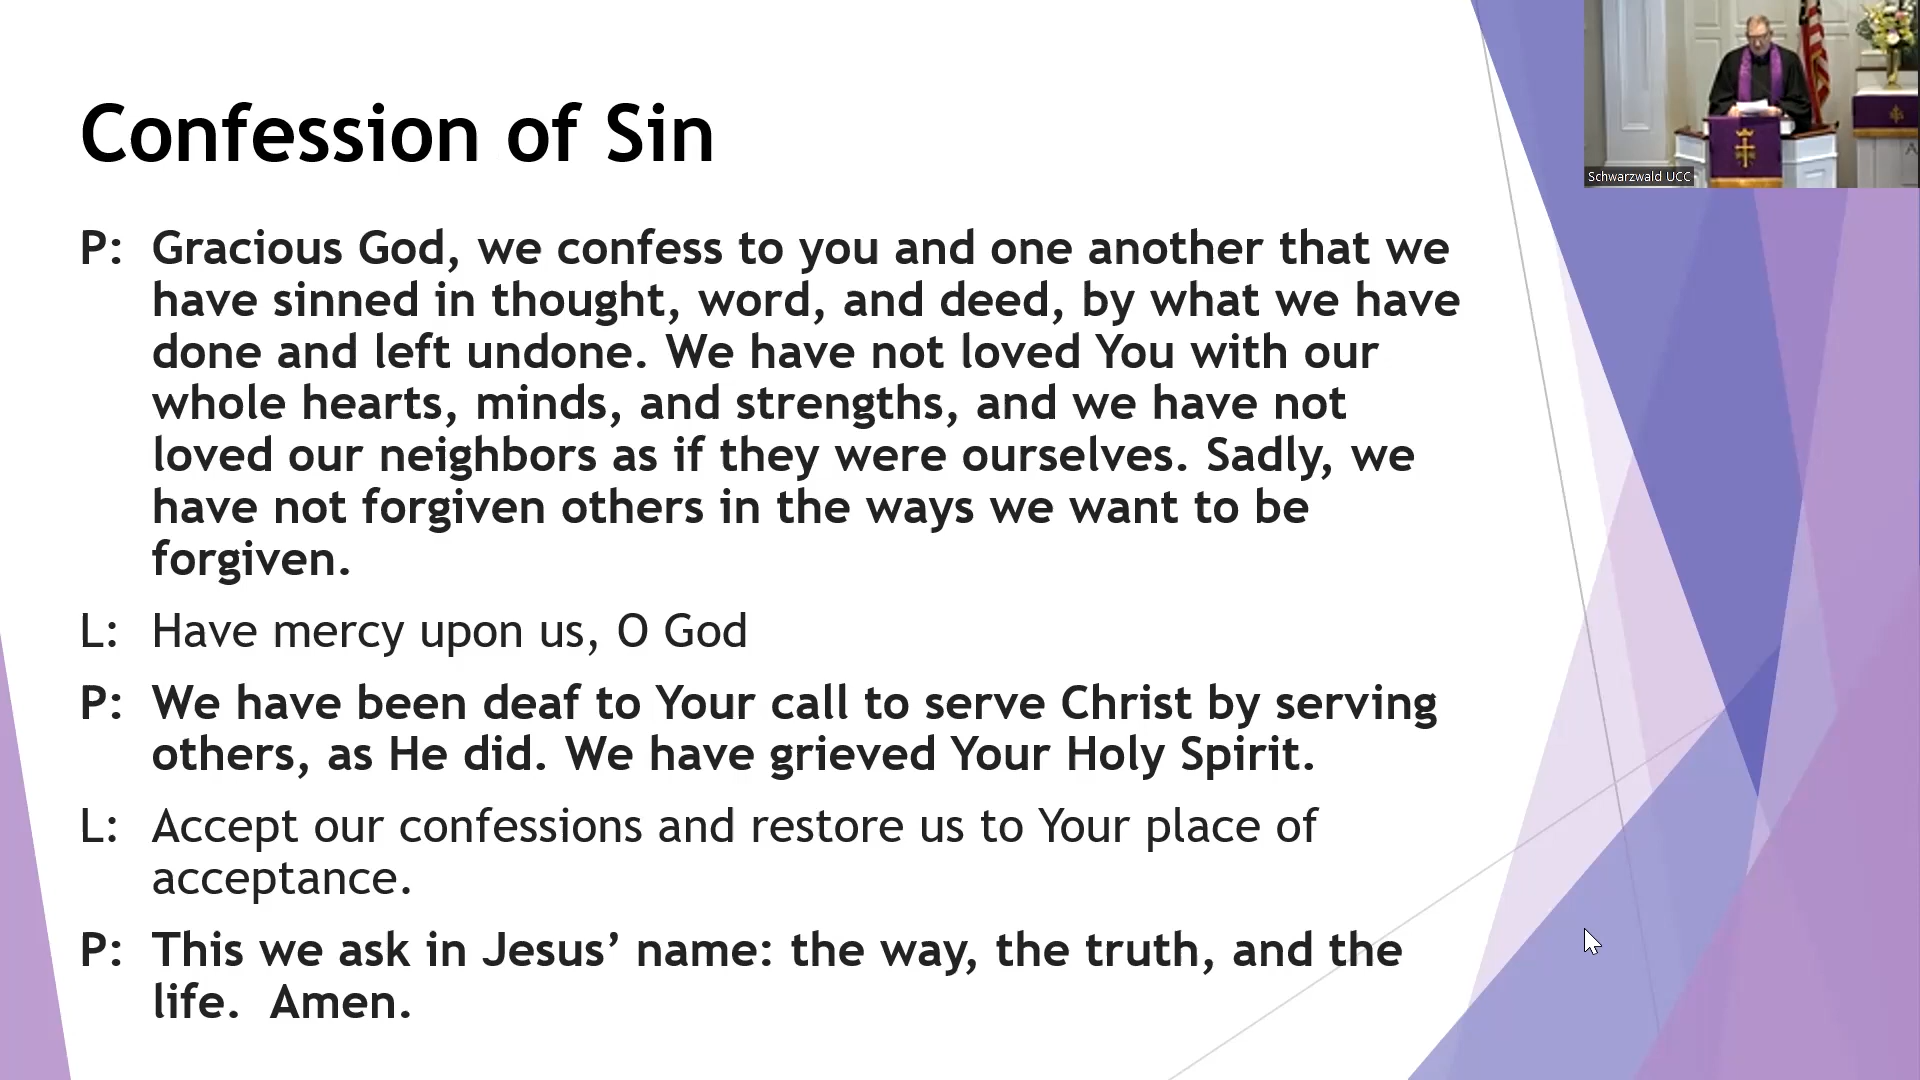 Confession of Sin
Schwarzwald UCC
P: Gracious God, we confess to you and one another that we
have sinned in thought, word, and deed, by what we have
done and left undone. We have not loved You with our
whole hearts, minds, and strengths, and we have not
loved our neighbors as if they were ourselves. Sadly, we
have not forgiven others in the ways we want to be
forgiven.
L: Have mercy upon us, O God
P: We have been deaf to Your call to serve Christ by serving
others, as He did. We have grieved Your Holy Spirit.
L: Accept our confessions and restore us to Your place of
acceptance.
P: This we ask in Jesus’ name: the way, the truth, and the
life.  Amen.